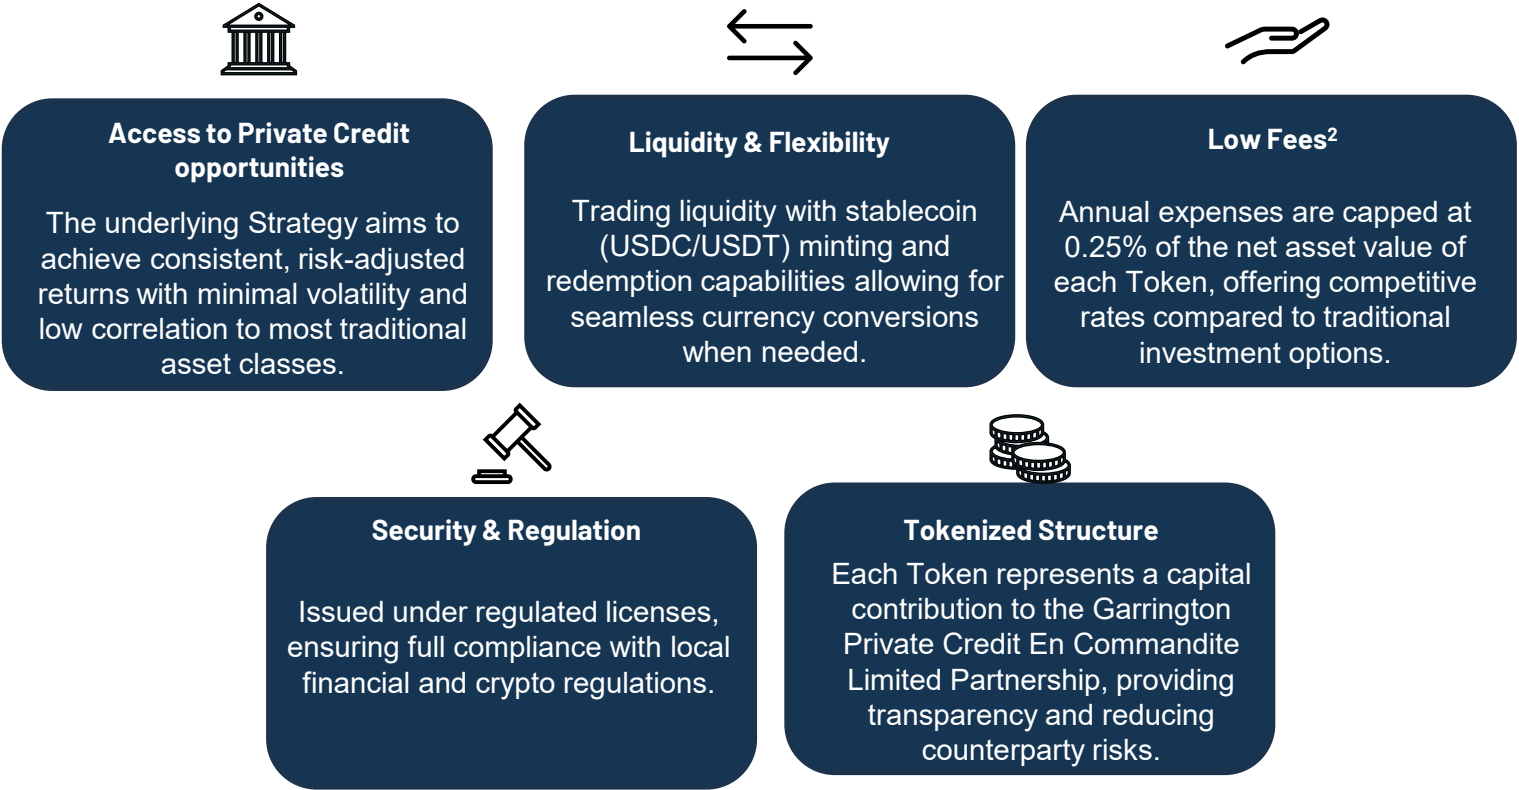 Access to Private Credit
opportunities
The underlying Strategy aims to
achieve consistent, risk-adjusted
returns with minimal volatility and
low correlation to most traditional
asset classes.
Liquidity & Flexibility
Trading liquidity with stablecoin
(USDC/USDT) minting and
redemption capabilities allowing for
seamless currency conversions
when needed.
Low Fees²
Annual expenses are capped at
0.25% of the net asset value of
each Token, offering competitive
rates compared to traditional
investment options.
Security & Regulation
Issued under regulated licenses,
ensuring full compliance with local
financial and crypto regulations.
Tokenized Structure
Each Token represents a capital
contribution to the Garrington
Private Credit En Commandite
Limited Partnership, providing
transparency and reducing
counterparty risks.